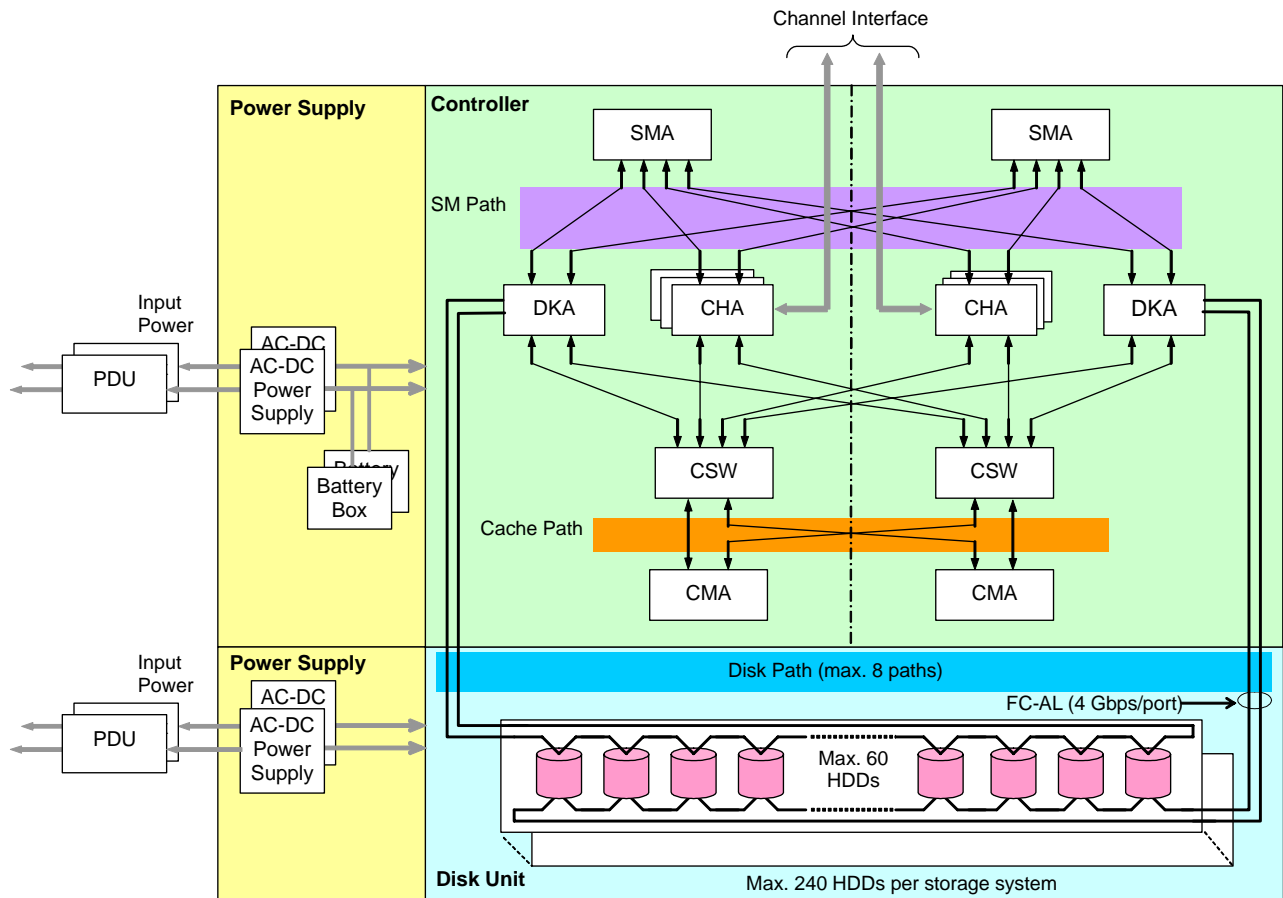 Channel Interface
Power Supply
Controller
SMA
SMA
SM Path
DKA
CHA
CHA
DKA
Input
Power
PDU
AC-DC
AC-DC
Power
Supply
Battery
Battery
Box
CSW
CSW
Cache Path
CMA
CMA
Power Supply
Disk Path (max. 8 paths)
Input
Power
PDU
AC-DC
AC-DC
Power
Supply
FC-AL (4 Gbps/port)
Max. 60
HDDs
Disk Unit
Max. 240 HDDs per storage system